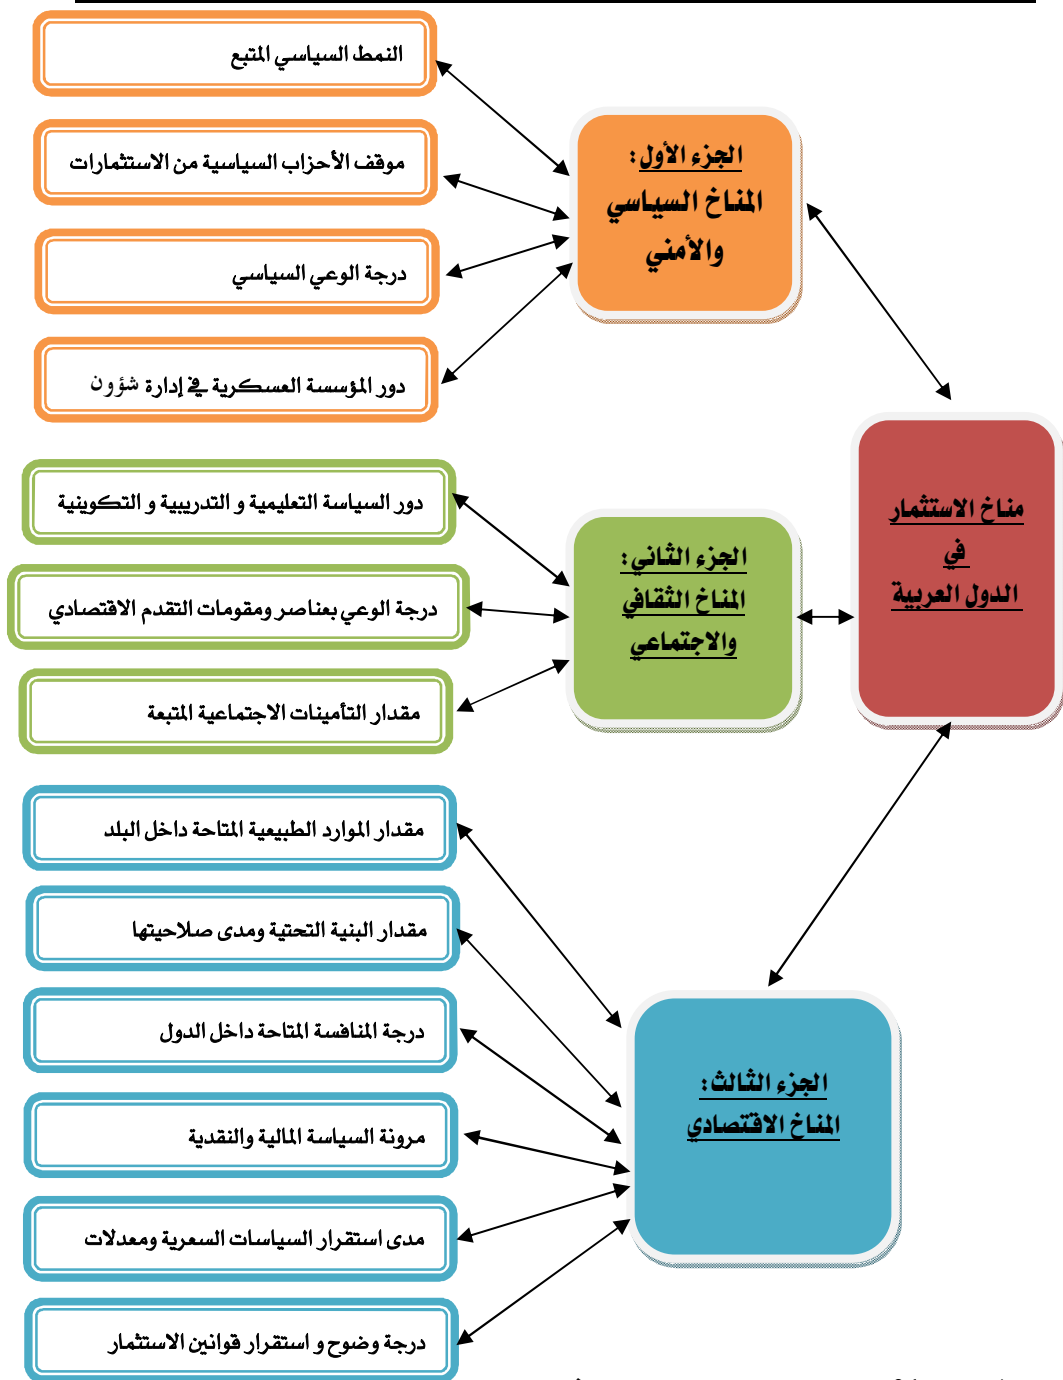 مناخ الاستثمار
في
الدول العربية
الجزء الأول:
المناخ السياسي
والأمني
النمط السياسي المتبع
موقف الأحزاب السياسية من الاستثمارات
درجة الوعي السياسي
دور المؤسسة العسكرية في إدارة شؤون
الجزء الثاني:
المناخ الثقافي
والاجتماعي
دور السياسة التعليمية و التدريبية و التكوينية
درجة الوعي بعناصر ومقومات التقدم الاقتصادي
مقدار التأمينات الاجتماعية المتبعة
الجزء الثالث:
المناخ الاقتصادي
مقدار الموارد الطبيعية المتاحة داخل البلد
مقدار البنية التحتية ومدى صلاحيتها
درجة المنافسة المتاحة داخل الدول
مرونة السياسة المالية والنقدية
مدى استقرار السياسات السعرية ومعدلات
درجة وضوح و استقرار قوانين الاستثمار